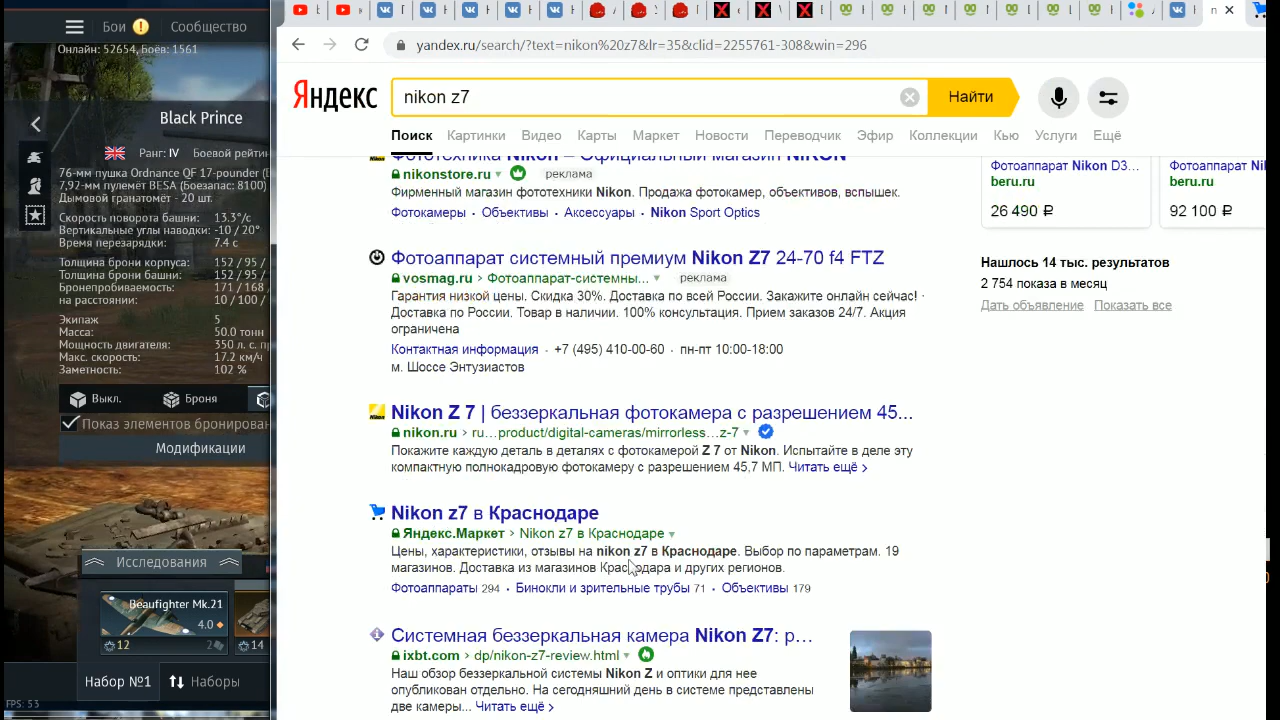 Бои
Сообщество
Онлайн: 52654, Боёв: 1561
Black Prince
Ранг: IV Боевой рейтин
76-мм пушка Ordnance QF 17-pounder (
7,92-мм пулемёт BESA (Боезапас: 8100)
Дымовой гранатомёт - 20 шт.
Скорость поворота башни: 13.3°/с
Вертикальные углы наводки: -10 / 20°
Время перезарядки: 7.4 с
Толщина брони корпуса: 152 / 95 /
Толщина брони башни: 152 / 95 /
Бронепробиваемость: 171 / 168 /
на расстоянии: 10 / 100 /
Экипаж 5
Масса: 50.0 тонн
Мощность двигателя: 350 л. с. п
Макс. скорость: 17.2 км/ч
Заметность: 102 %
Выкл.
Броня
Показ элементов бронирован
Модификации
Исследования
Beaufighter Mk.21
4.0
12
2
14
Набор №1
Наборы
FPS: 53
yandex.ru/search/?text=nikon%20z7&lr=35&clid=2255761-308&win=296
Яндекс
nikon z7
Найти
Поиск Картинки Видео Карты Маркет Новости Переводчик Эфир Коллекции Кью Услуги Ещё
Фототехника Nikon – Официальный магазин NIKON
nikonstore.ru реклама
Фирменный магазин фототехники Nikon. Продажа фотокамер, объективов, вспышек.
Фотокамеры · Объективы · Аксессуары · Nikon Sport Optics
Фотоаппарат системный премиум Nikon Z7 24-70 f4 FTZ
vosmag.ru › Фотоаппарат-системны... реклама
Гарантия низкой цены. Скидка 30%. Доставка по всей России. Закажите онлайн сейчас! ·
Доставка по России. Товар в наличии. 100% консультация. Прием заказов 24/7. Акция
ограничена
Контактная информация · +7 (495) 410-00-60 · пн-пт 10:00-18:00
м. Шоссе Энтузиастов
Nikon Z 7 | беззеркальная фотокамера с разрешением 45...
nikon.ru › ru…product/digital-cameras/mirrorless…z-7
Покажите каждую деталь в деталях с фотокамерой Z 7 от Nikon. Испытайте в деле эту
компактную полнокадровую фотокамеру с разрешением 45,7 МП. Читать ещё ›
Nikon z7 в Краснодаре
Яндекс.Маркет › Nikon z7 в Краснодаре
Цены, характеристики, отзывы на nikon z7 в Краснодаре. Выбор по параметрам. 19
магазинов. Доставка из магазинов Краснодара и других регионов.
Фотоаппараты 294 · Бинокли и зрительные трубы 71 · Объективы 179
Системная беззеркальная камера Nikon Z7: р...
ixbt.com › dp/nikon-z7-review.html
Наш обзор беззеркальной системы Nikon Z и оптики для нее
опубликован отдельно. На сегодняшний день в системе представлены
две камеры... Читать ещё ›
Фотоаппарат Nikon D3...
beru.ru
26 490 ₽
Фотоаппарат Ni
beru.ru
92 100 ₽
Нашлось 14 тыс. результатов
2 754 показа в месяц
Дать объявление Показать все